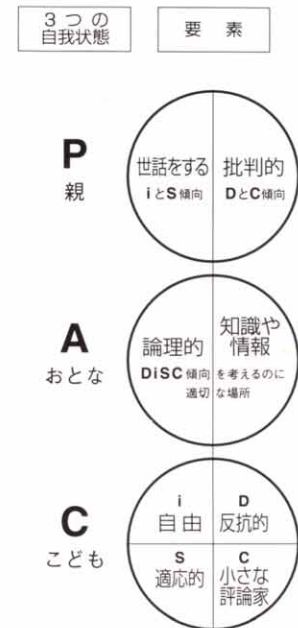 3つの
自我状態
要 素
P
親
世話をする
iとS傾向
批判的
DとC傾向
A
おとな
論理的
知識や
情報
DiSC傾向を考えるのに
適切な場所
C
こども
i
自由
D
反抗的
S
適応的
C
小さな
評論家